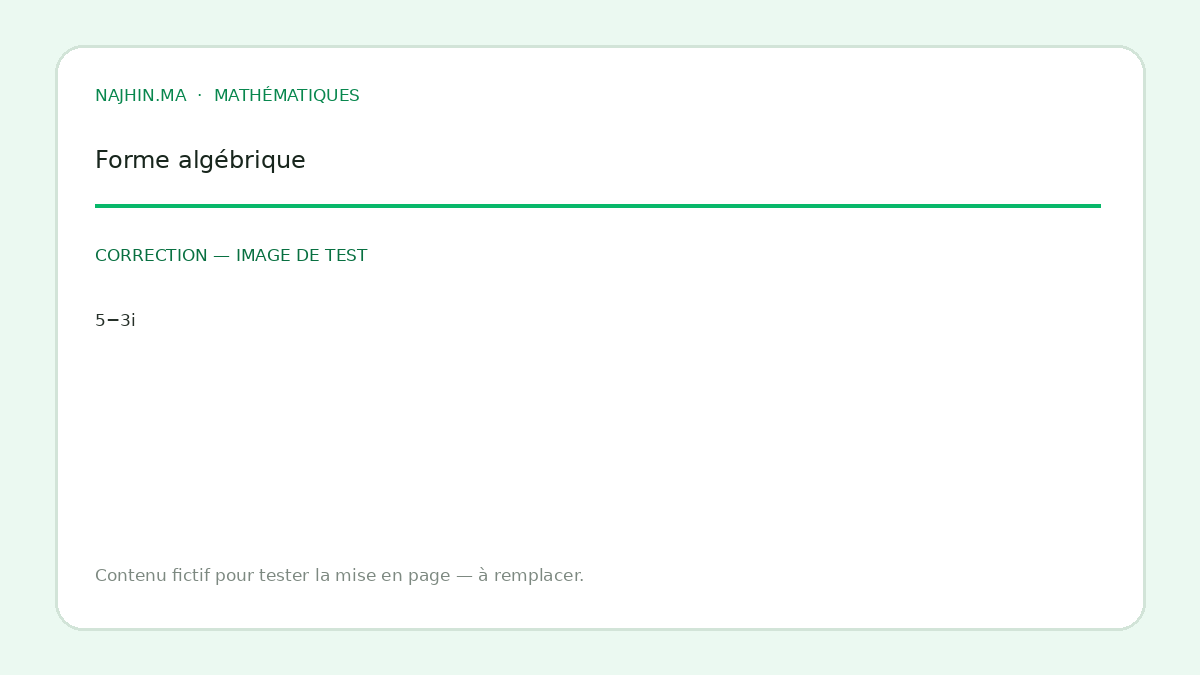 NAJHIN.MA · MATHÉMATIQUES
Forme algébrique
CORRECTION — IMAGE DE TEST
5−3i
Contenu fictif pour tester la mise en page — à remplacer.